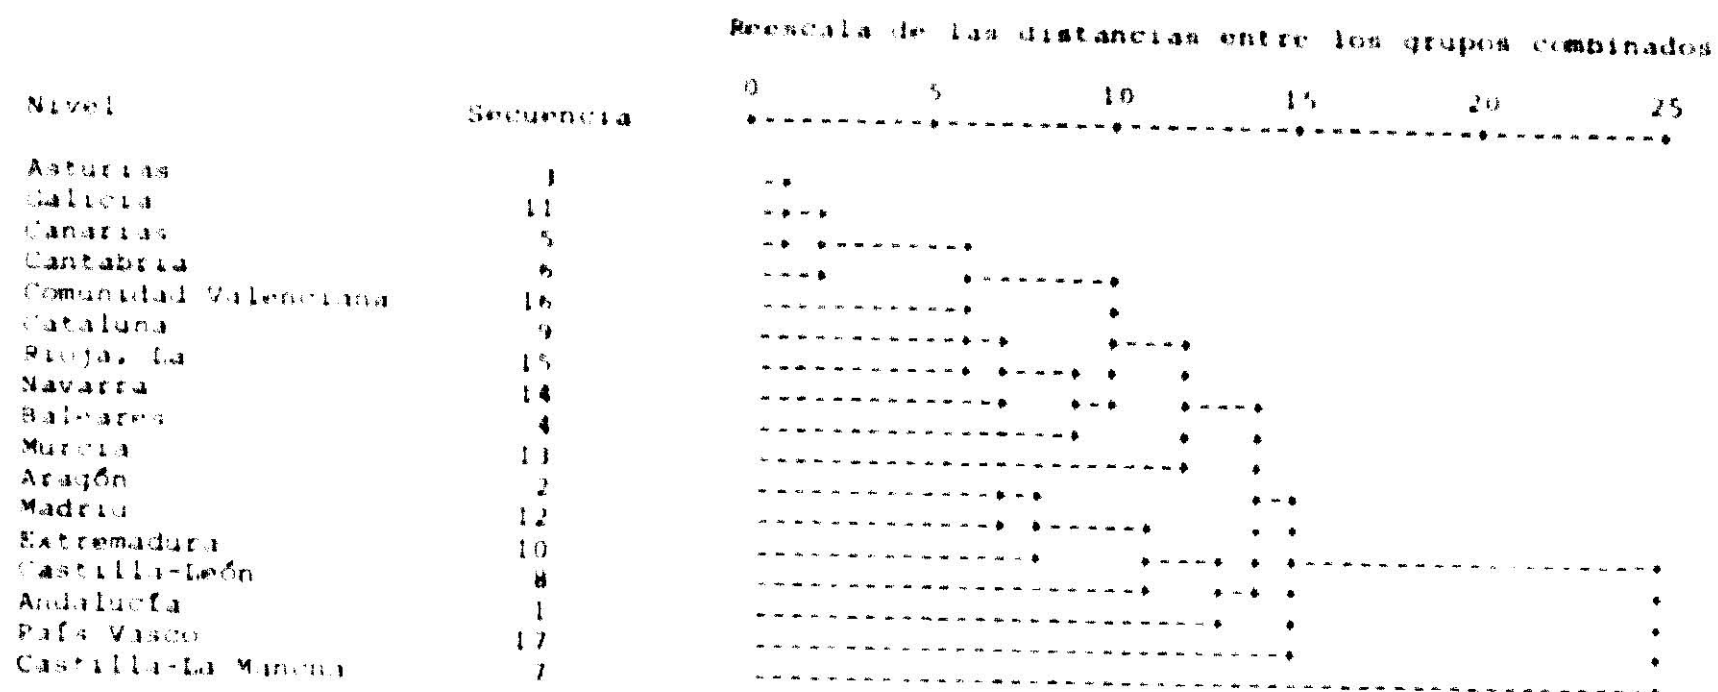 Reescala de las distancias entre los grupos combinados
0 5 10 15 20 25
Nivel Secuencia
Asturias 3
Galicia 11
Canarias 5
Cantabria 6
Comunidad Valenciana 16
Cataluna 9
Rioja, La 15
Navarra 14
Baleares 4
Murcia 13
Aragón 2
Madrid 12
Extremadura 10
Castilla-León 8
Andalucía 1
País Vasco 17
Castilla-La Mancha 7